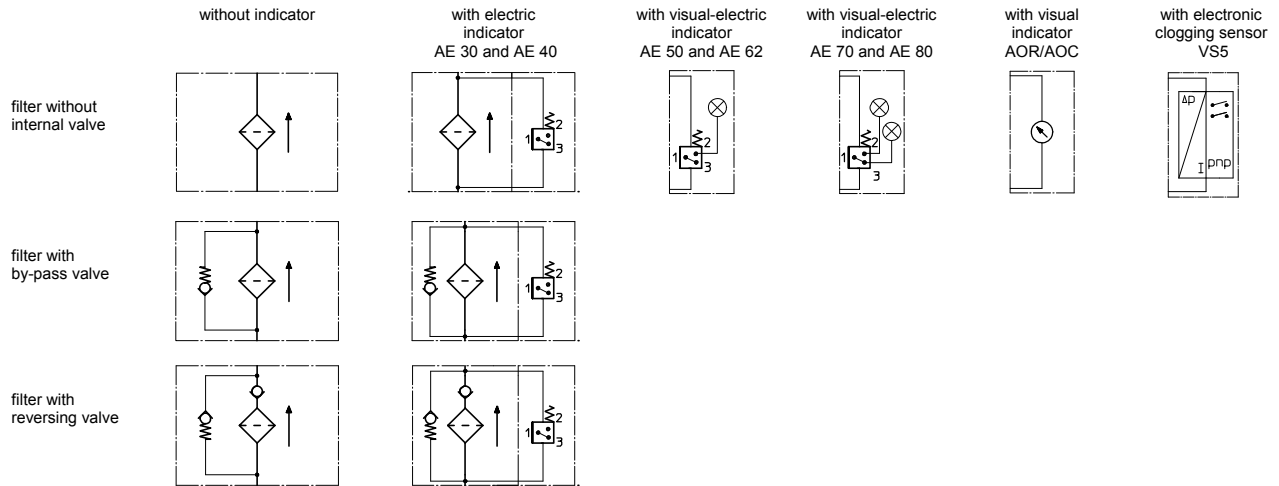 without indicator
with electric
indicator
AE 30 and AE 40
with visual-electric
indicator
AE 50 and AE 62
with visual-electric
indicator
AE 70 and AE 80
with visual
indicator
AOR/AOC
with electronic
clogging sensor
VS5
filter without
internal valve
1 2
3
1 2
3
1 2
3
Δp
I pnp
filter with
by-pass valve
1 2
3
filter with
reversing valve
1 2
3